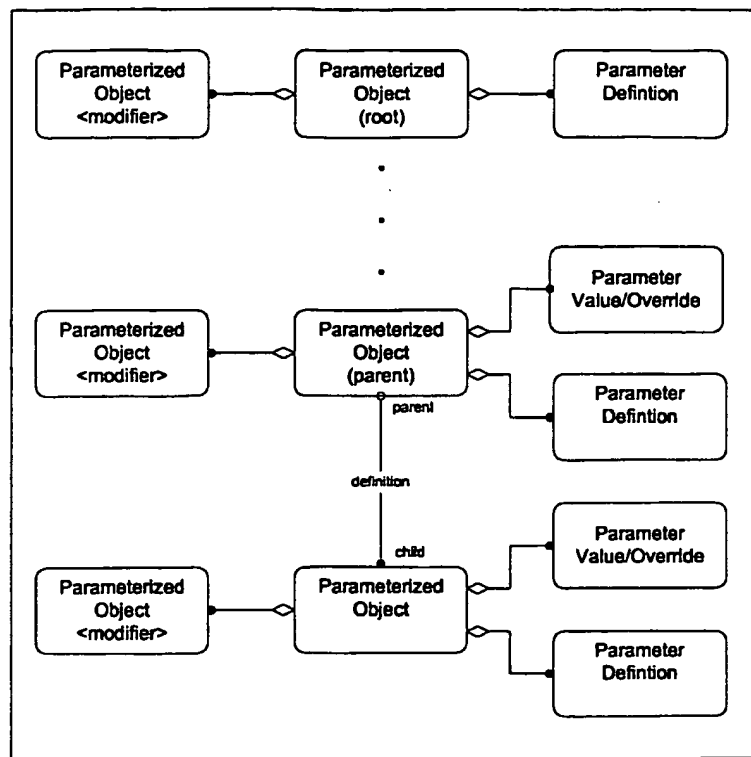 Parameterized
Object
<modifier>
Parameterized
Object
(root)
Parameter
Defintion
Parameter
Value/Override
Parameterized
Object
<modifier>
Parameterized
Object
(parent)
Parameter
Defintion
parent
definition
child
Parameter
Value/Override
Parameterized
Object
<modifier>
Parameterized
Object
Parameter
Defintion